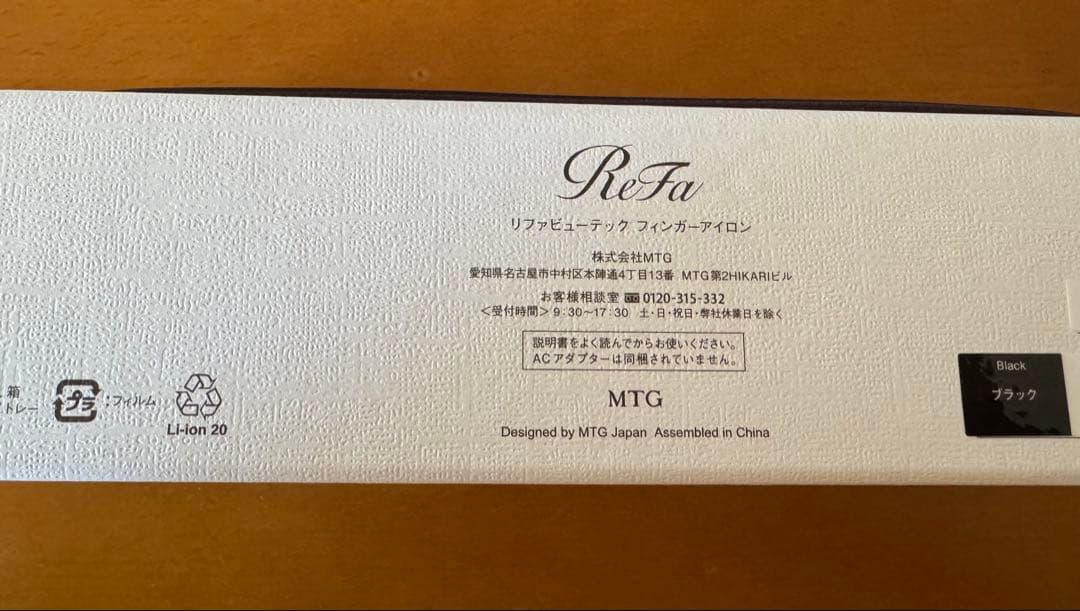 ReFa
リファビューテック フィンガーアイロン
株式会社MTG
愛知県名古屋市中村区本陣通4丁目13番 MTG第2HIKARIビル
お客様相談室 0120-315-332
＜受付時間＞9:30～17:30 土・日・祝日・弊社休業日を除く
説明書をよく読んでからお使いください。
ACアダプターは同梱されていません。
MTG
Designed by MTG Japan Assembled in China
箱
トレー
プラ
:フィルム
Li-ion 20
Black
ブラック